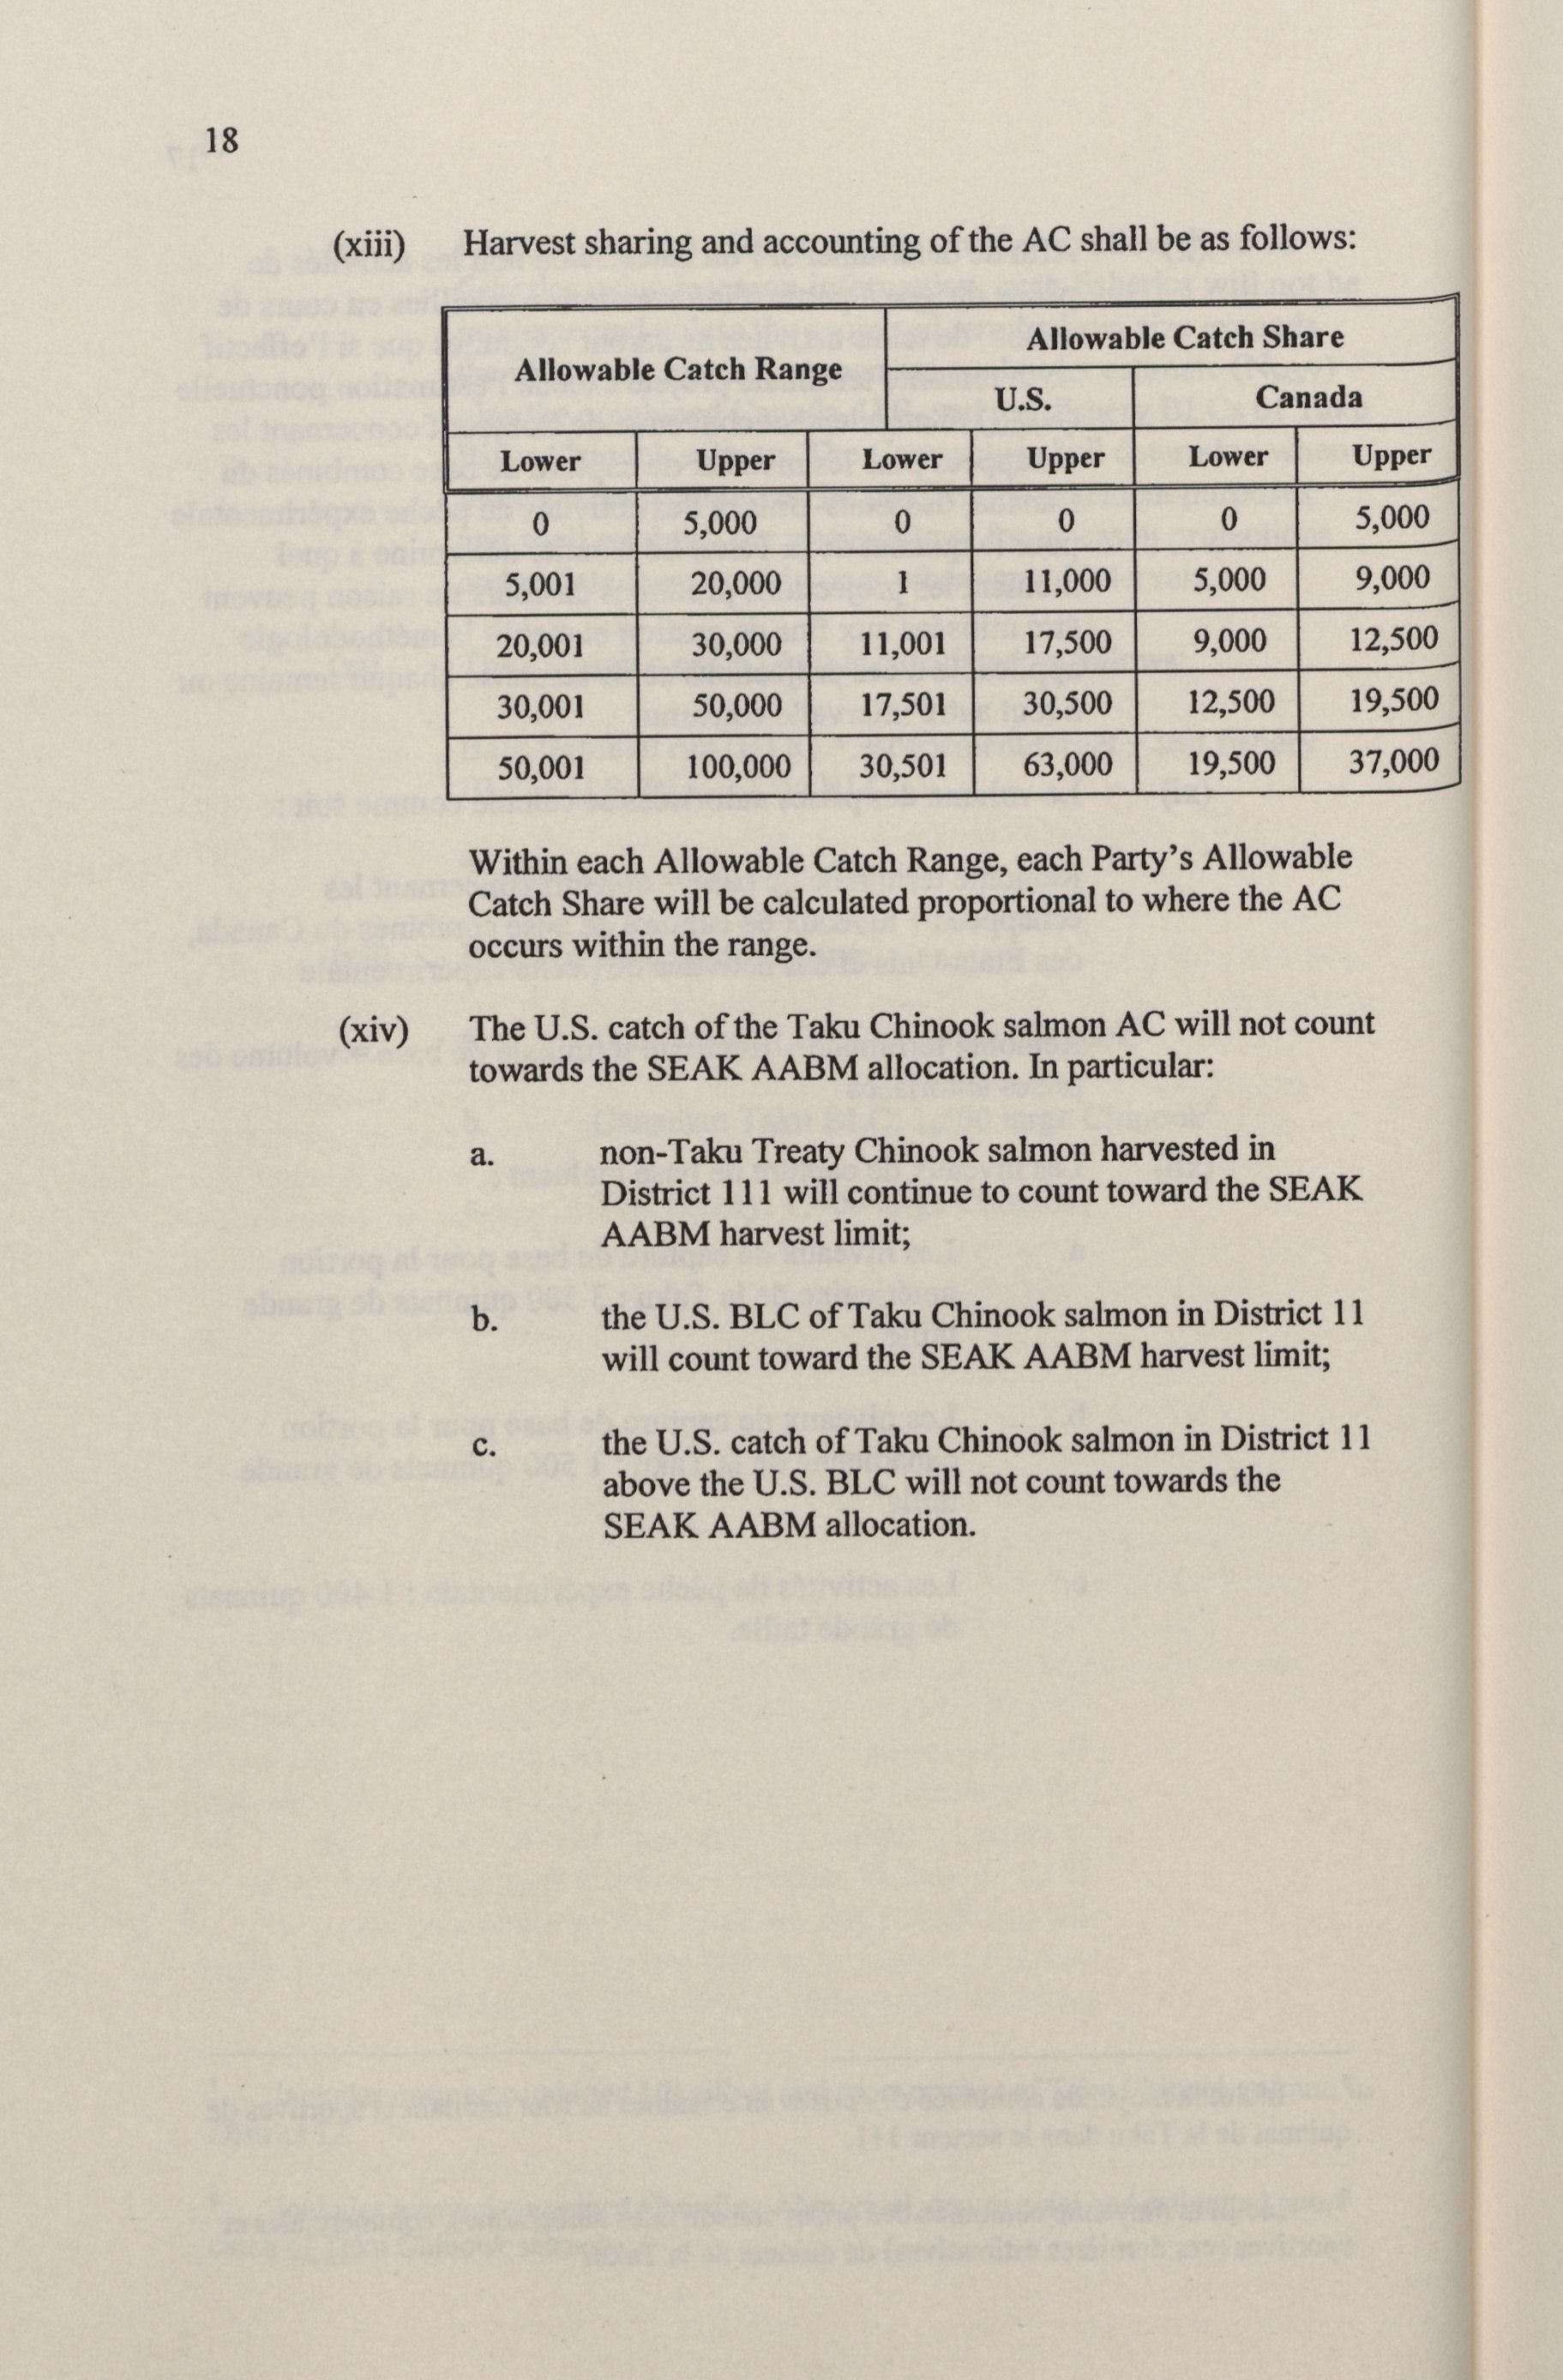 18
(xiii) Harvest sharing and accounting of the AC shall be as follows:
Allowable Catch Range Allowable Catch Share
U.S. Canada
Lower Upper Lower Upper Lower Upper
0 5,000 0 0 0 5,000
5,001 20,000 1 11,000 5,000 9,000
20,001 30,000 11,001 17,500 9,000 12,500
30,001 50,000 17,501 30,500 12,500 19,500
50,001 100,000 30,501 63,000 19,500 37,000
Within each Allowable Catch Range, each Party's Allowable
Catch Share will be calculated proportional to where the AC
occurs within the range.
(xiv) The U.S. catch of the Taku Chinook salmon AC will not count
towards the SEAK AABM allocation. In particular:
a. non-Taku Treaty Chinook salmon harvested in
District 111 will continue to count toward the SEAK
AABM harvest limit;
b. the U.S. BLC of Taku Chinook salmon in District 11
will count toward the SEAK AABM harvest limit;
c. the U.S. catch of Taku Chinook salmon in District 11
above the U.S. BLC will not count towards the
SEAK AABM allocation.